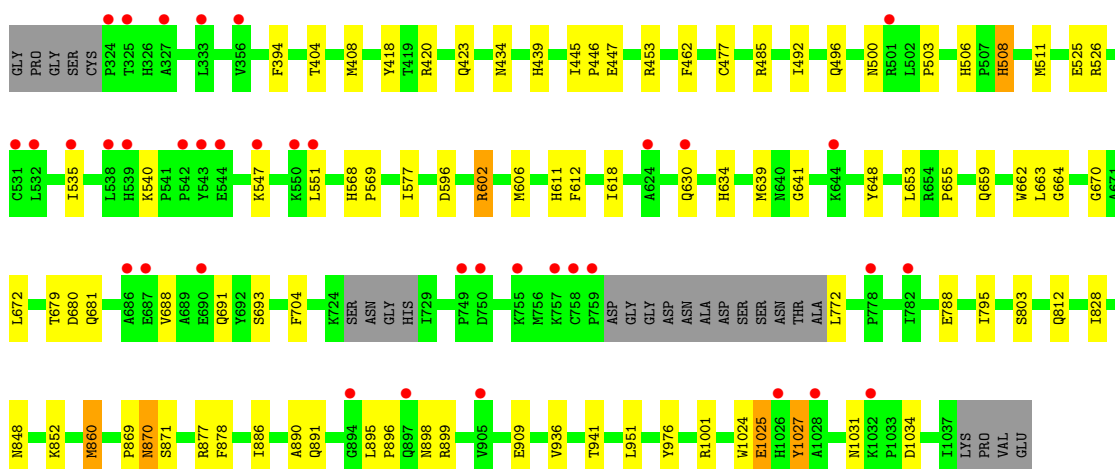 GLY PRO GLY SER CYS P324 T325 H326 A327 L333 V356 F394 T404 M408 Y418 T419 R420 Q423 N434 H439 I445 P446 E447 R453 F462 C477 R485 I492 Q496 N500 R501 L502 P503 H506 P507 H508 M511 E525 R526
C531 L532 I535 L538 H539 K540 P541 P542 Y543 E544 K547 K550 L551 H568 P569 I577 D596 R602 M606 H611 F612 I618 A624 Q630 H634 M639 N640 G641 K644 Y648 L653 R654 P655 Q659 W662 L663 G664 G670 A671
L672 T679 D680 Q681 A686 E687 V688 A689 E690 Q691 Y692 S693 F704 K724 SER ASN GLY HIS I729 P749 D750 K755 M756 K757 C758 P759 ASP GLY GLY ASP ASP ASN ALA ASP SER SER ASN THR ALA L772 P778 I782 E788 I795 S803 Q812 I828
N848 K852 M860 P869 N870 S871 R877 F878 I886 A890 Q891 G894 L895 P896 Q897 N898 R899 V905 E909 V936 T941 L951 Y976 R1001 W1024 E1025 H1026 Y1027 A1028 N1031 K1032 P1033 D1034 I1037 LYS PRO VAL GLU